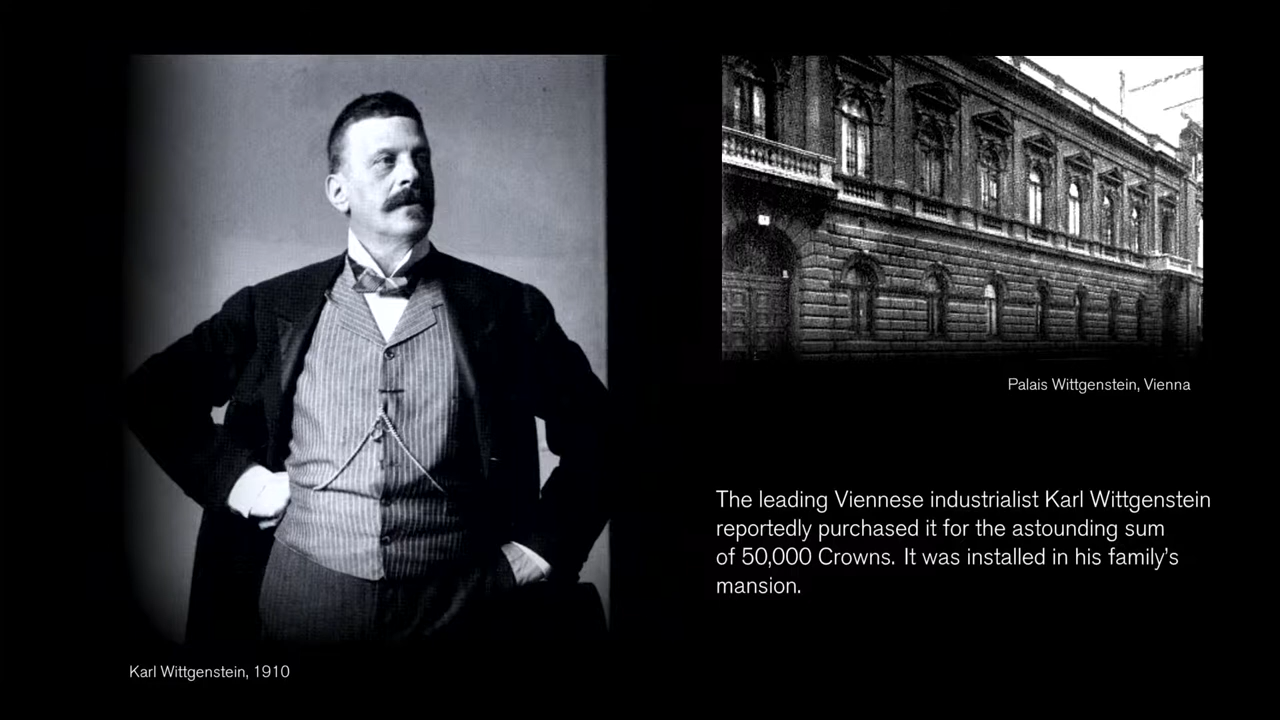 Palais Wittgenstein, Vienna
The leading Viennese industrialist Karl Wittgenstein
reportedly purchased it for the astounding sum
of 50,000 Crowns. It was installed in his family's
mansion.
Karl Wittgenstein, 1910